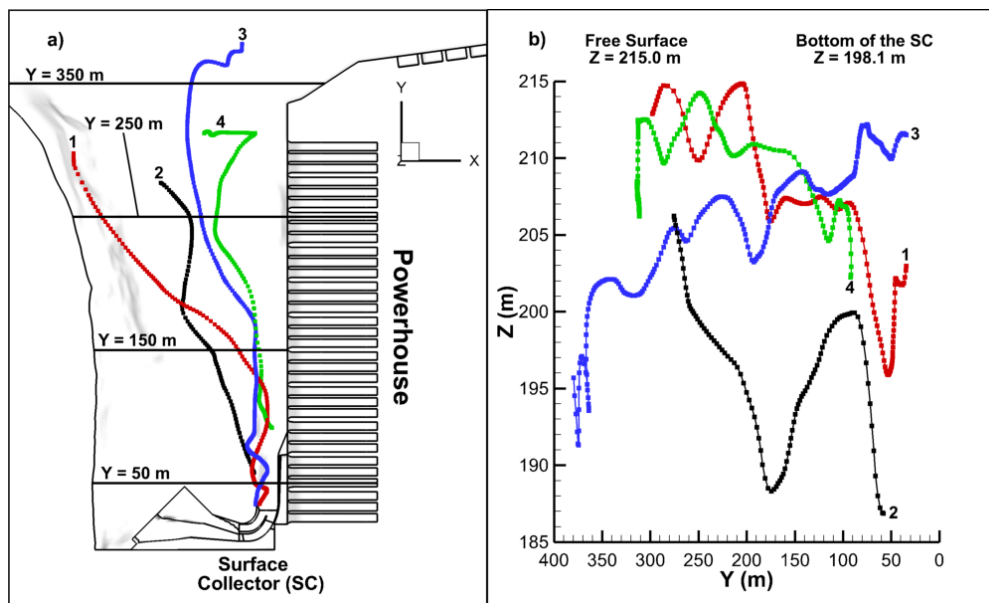 a)
3
Y = 350 m
Y
Z
X
4
Y = 250 m
1
2
Powerhouse
Y = 150 m
Y = 50 m
Surface
Collector (SC)
b)
Free Surface
Z = 215.0 m
Bottom of the SC
Z = 198.1 m
215
210
205
200
195
190
185
Z (m)
3
1
4
2
400
350
300
250
200
150
100
50
0
Y (m)